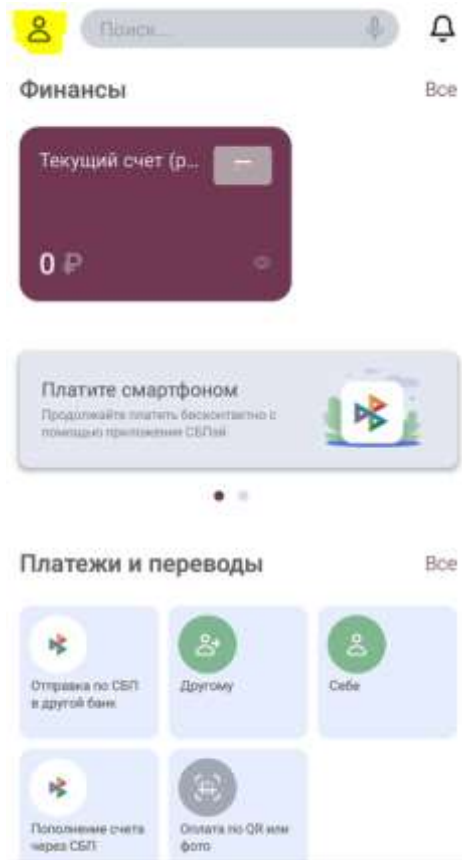 Поиск...
Финансы
Все
Текущий счет (р...
0 ₽
Платите смартфоном
Продолжайте платить бесконтактно с
помощью приложения СБПэй
Платежи и переводы
Все
Отправка по СБП
в другой банк
Другому
Себе
Пополнение счета
через СБП
Оплата по QR или
фото